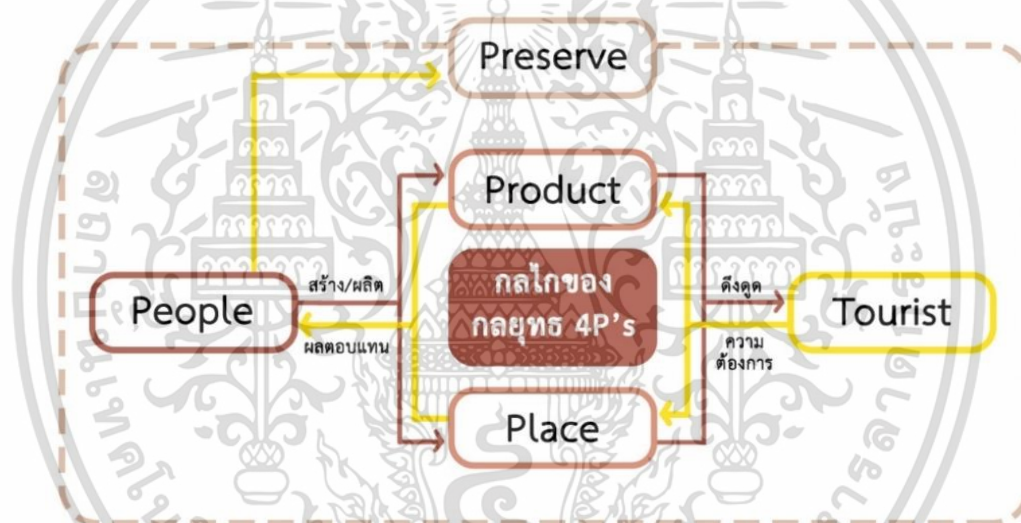 Preserve
Product
สร้าง/ผลิต
People
ผลตอบแทน
กลไกของ
กลยุทธ 4P's
ดึงดูด
Tourist
ความ
ต้องการ
Place